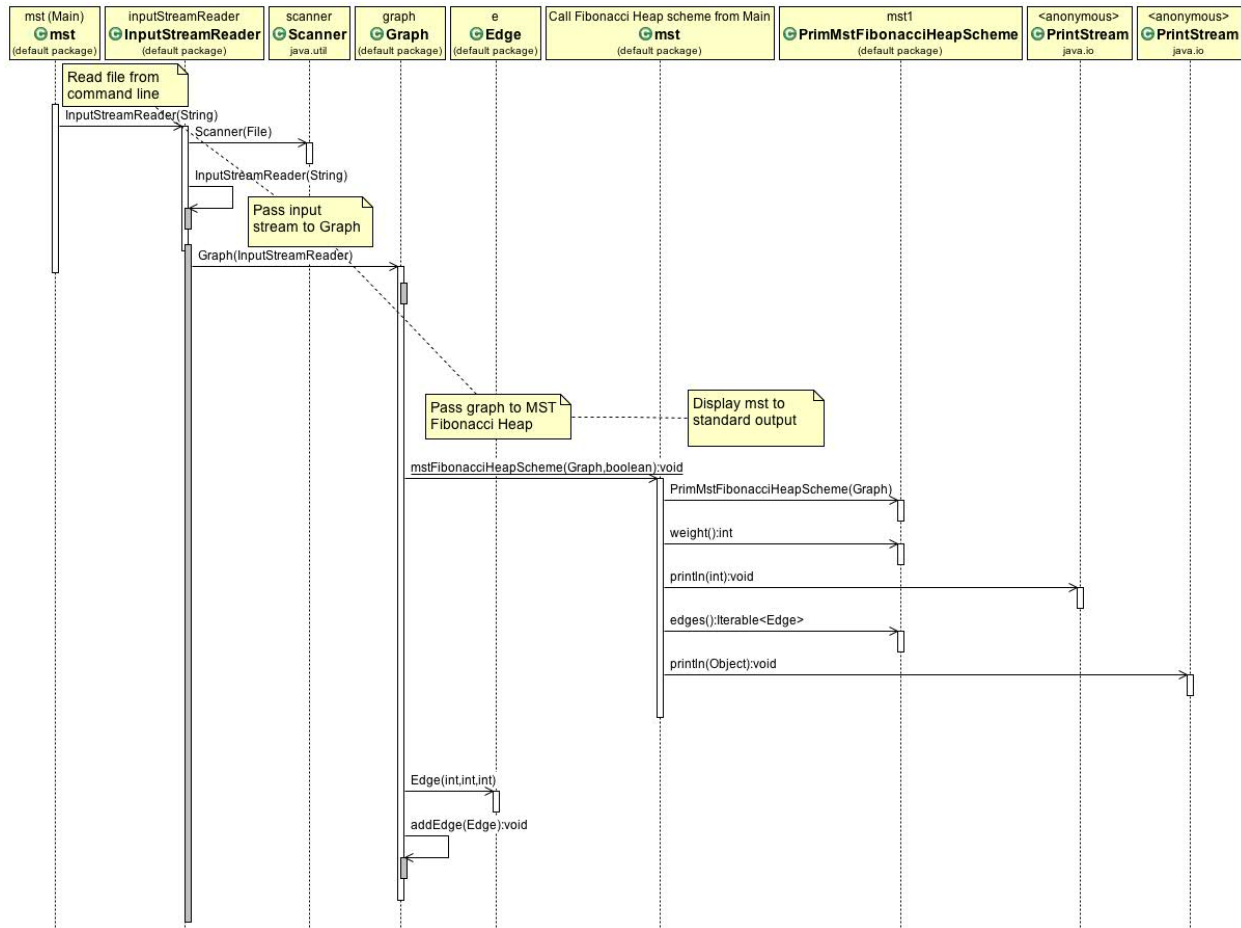 mst (Main)
mst
(default package)
inputStreamReader
InputStreamReader
(default package)
scanner
Scanner
java.util
graph
Graph
(default package)
e
Edge
(default package)
Call Fibonacci Heap scheme from Main
mst
(default package)
mst1
PrimMstFibonacciHeapScheme
(default package)
<anonymous>
PrintStream
java.io
<anonymous>
PrintStream
java.io
Read file from
command line
InputStreamReader(String)
Scanner(File)
InputStreamReader(String)
Pass input
stream to Graph
Graph(InputStreamReader)
Pass graph to MST
Fibonacci Heap
Display mst to
standard output
mstFibonacciHeapScheme(Graph,boolean):void
PrimMstFibonacciHeapScheme(Graph)
weight():int
println(int):void
edges():Iterable<Edge>
println(Object):void
Edge(int,int,int)
addEdge(Edge):void